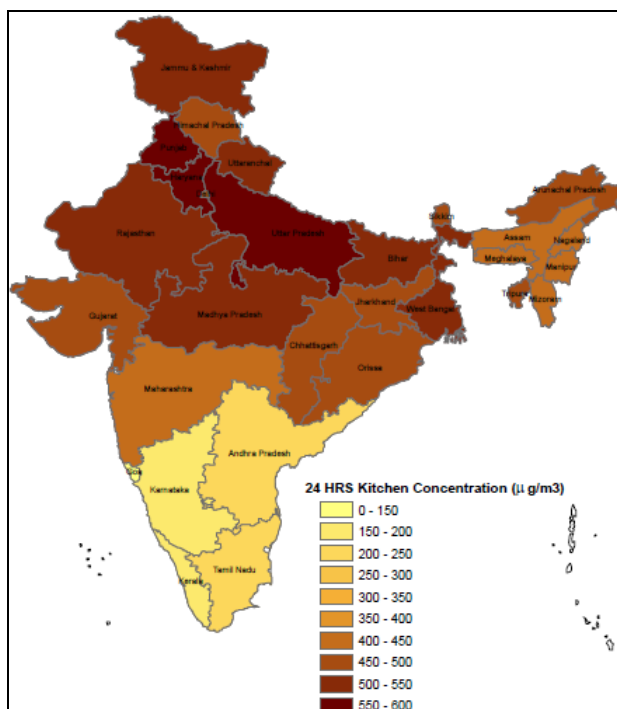 Jammu & Kashmir
Himachal Pradesh
Punjab
Uttaranchal
Haryana
Delhi
Arunachal Pradesh
Sikkim
Rajasthan
Uttar Pradesh
Assam
Nagaland
Bihar
Meghalaya
Manipur
Tripura
Mizoram
Gujarat
Madhya Pradesh
Jharkhand
West Bengal
Chhattisgarh
Orissa
Maharashtra
Andhra Pradesh
Goa
Karnataka
Kerala
Tamil Nadu
24 HRS Kitchen Concentration (µ g/m3)
0 - 150
150 - 200
200 - 250
250 - 300
300 - 350
350 - 400
400 - 450
450 - 500
500 - 550
550 - 600